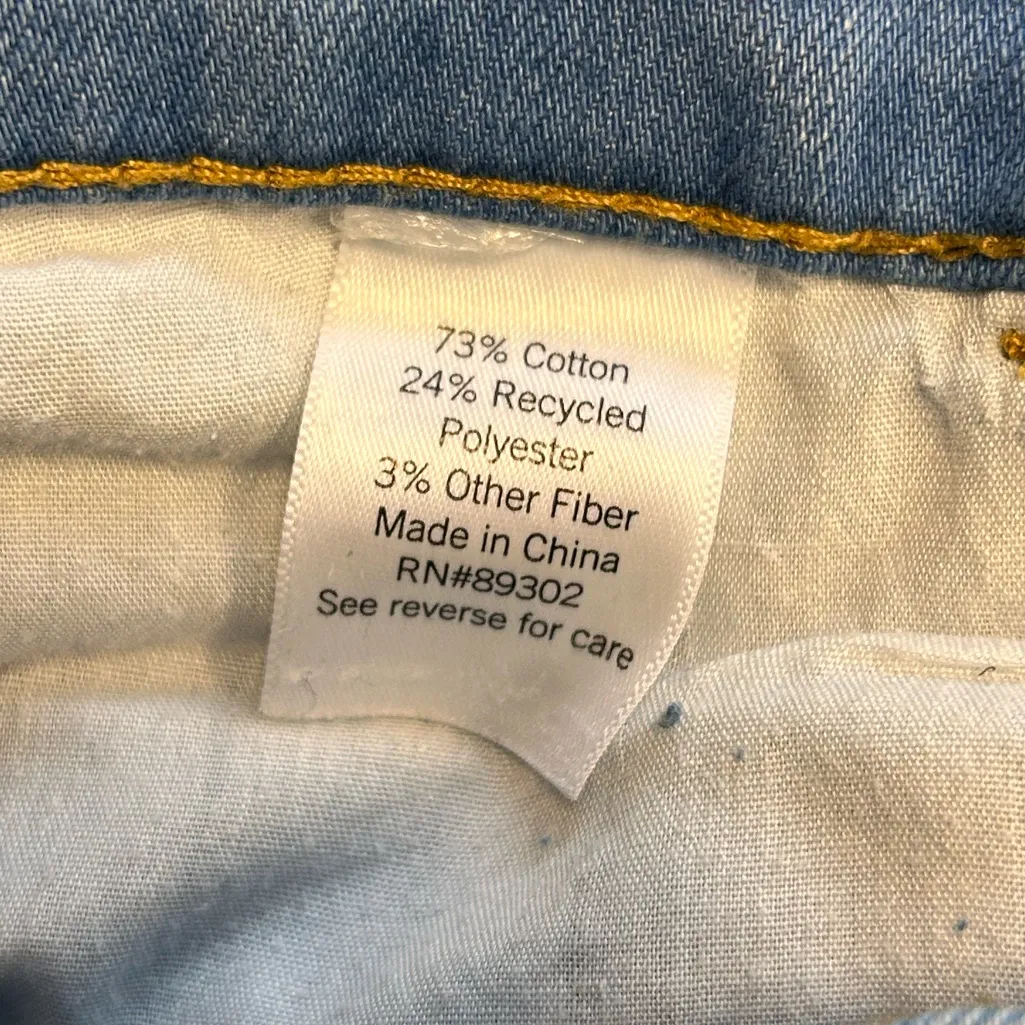 73% Cotton
24% Recycled
Polyester
3% Other Fiber
Made in China
RN#89302
See reverse for care